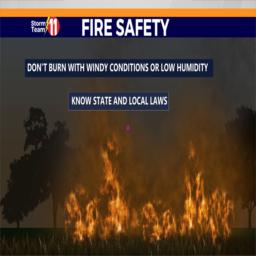 Storm
Team 11
FIRE SAFETY
DON'T BURN WITH WINDY CONDITIONS OR LOW HUMIDITY
KNOW STATE AND LOCAL LAWS